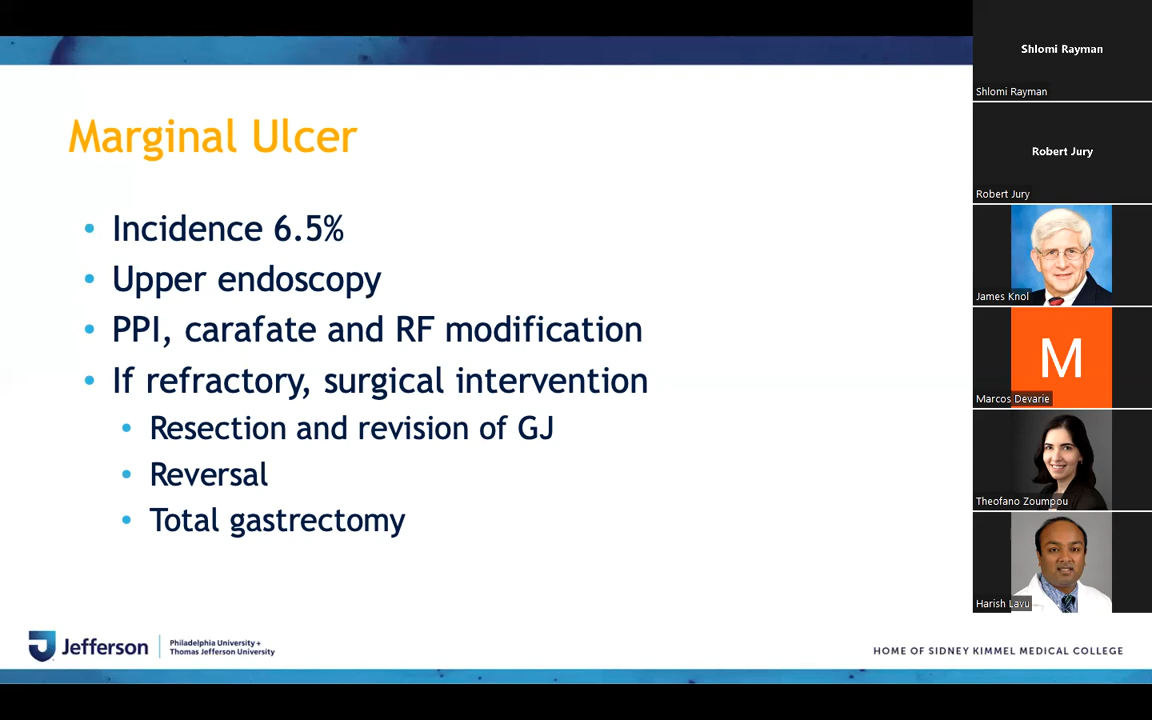 Marginal Ulcer
• Incidence 6.5%
• Upper endoscopy
• PPI, carafate and RF modification
• If refractory, surgical intervention
• Resection and revision of GJ
• Reversal
• Total gastrectomy
Jefferson
Philadelphia University +
Thomas Jefferson University
HOME OF SIDNEY KIMMEL MEDICAL COLLEGE
Shlomi Rayman
Shlomi Rayman
Robert Jury
Robert Jury
James Knol
M
Marcos Devarie
Theofano Zoumpou
Harish Lavu